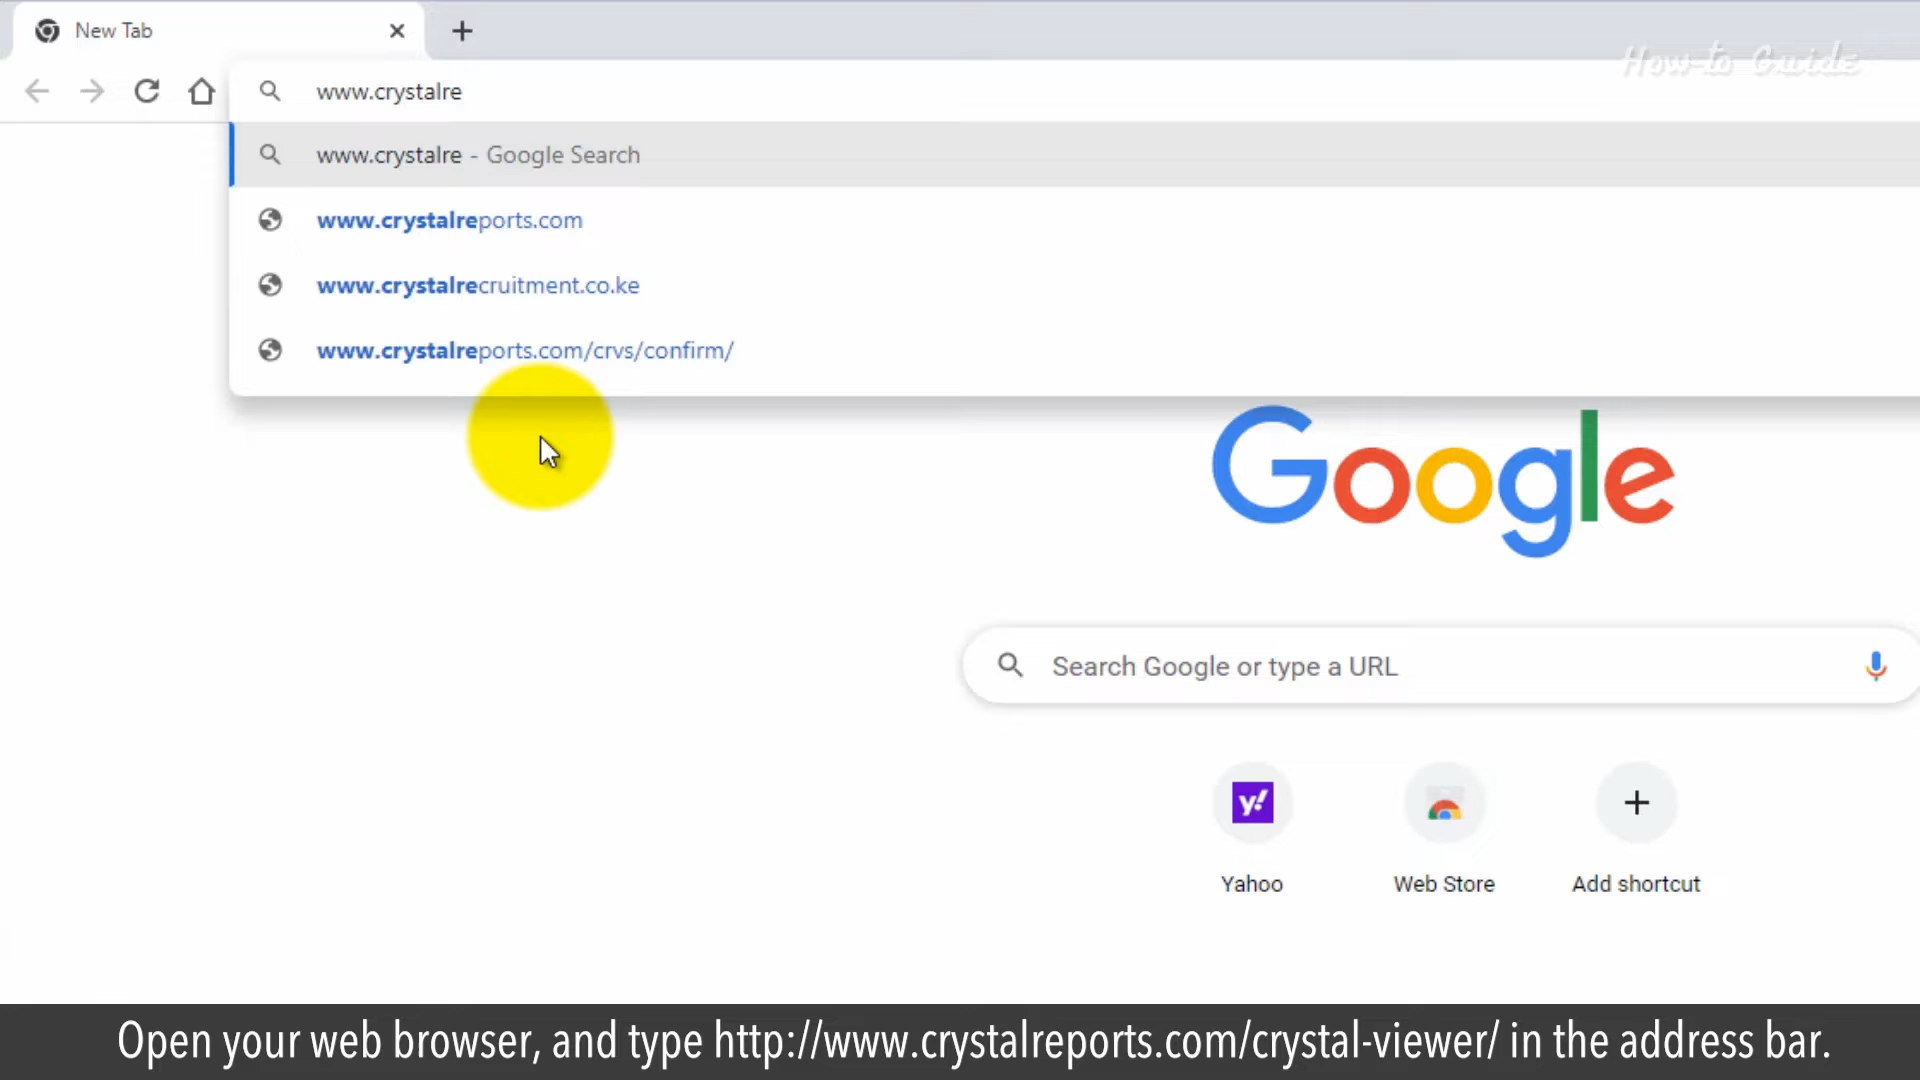 New Tab
How-to Guide
www.crystalre
www.crystalre - Google Search
www.crystalreports.com
www.crystalrecruitment.co.ke
www.crystalreports.com/crvs/confirm/
Google
Search Google or type a URL
y!
Yahoo
Web Store
Add shortcut
Open your web browser, and type http://www.crystalreports.com/crystal-viewer/ in the address bar.